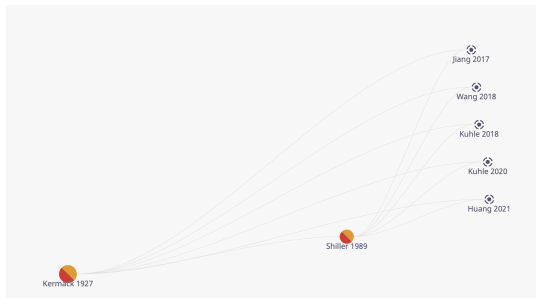 Jiang 2017
Wang 2018
Kuhle 2018
Kuhle 2020
Huang 2021
Shiller 1989
Kermack 1927